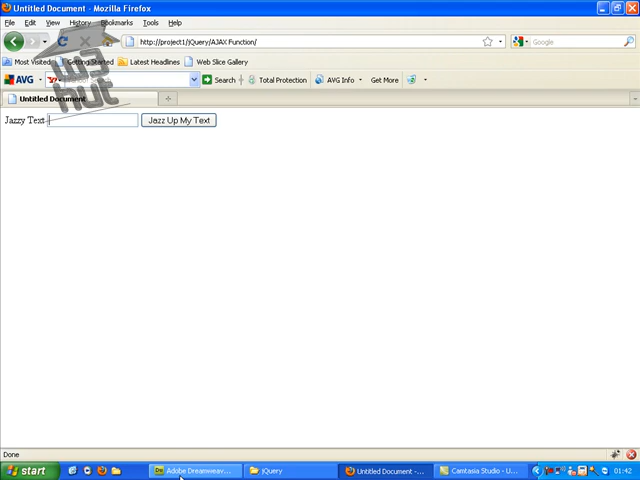 Untitled Document - Mozilla Firefox
File Edit View History Bookmarks Tools Help
http://project1/jQuery/AJAX Function/
Google
Most Visited Getting Started Latest Headlines Web Slice Gallery
AVG Search Total Protection AVG Info Get More
Untitled Document
Jazzy Text Jazz Up My Text
hut
Done
start Adobe Dreamweav... jQuery Untitled Document -... Camtasia Studio - U... 01:42